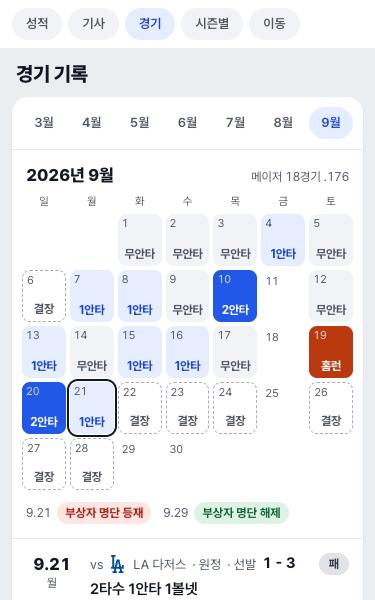 성적 기사 경기 시즌별 이동
경기 기록
3월 4월 5월 6월 7월 8월 9월
2026년 9월 메이저 18경기 .176
일 월 화 수 목 금 토
1 2 3 4 5
무안타 무안타 무안타 1안타 무안타
6 7 8 9 10 11 12
결장 1안타 1안타 무안타 2안타 무안타
13 14 15 16 17 18 19
1안타 무안타 1안타 1안타 무안타 홈런
20 21 22 23 24 25 26
2안타 1안타 결장 결장 결장 결장
27 28 29 30
결장 결장
9.21 부상자 명단 등재 9.29 부상자 명단 해제
9.21 vs LA LA 다저스 · 원정 · 선발 1 - 3 패
월 2타수 1안타 1볼넷